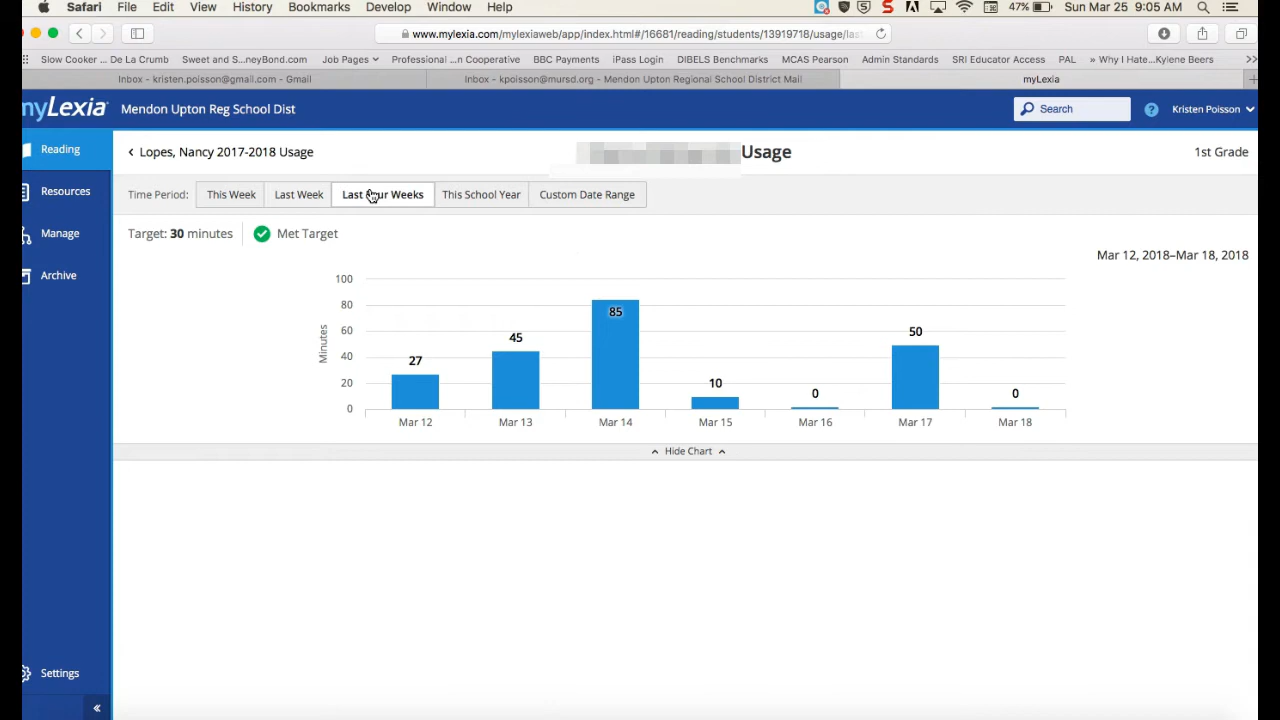 Safari File Edit View History Bookmarks Develop Window Help 47% Sun Mar 25 9:05 AM
www.mylexia.com/mylexiaweb/app/index.html#/16681/reading/students/13919718/usage/las
Slow Cooker ... De La Crumb Social Thinking S...neyBond.com Job Pages Professional ...n Cooperative BBS Payments iPass Login DIBELS Benchmarks MCAS Pearson Admin Standards SRI Educator Access PAL » Why I Hate...Kylene Beers >>
Inbox - kristen.poisson@gmail.com - Gmail Inbox - kpoisson@mursd.org - Mendon Upton Regional School District Mail myLexia
myLexia Mendon Upton Reg School Dist Search ? Kristen Poisson
Reading
Resources
Manage
Archive
Settings
«
‹ Lopes, Nancy 2017-2018 Usage Usage 1st Grade
Time Period: This Week Last Week Last Four Weeks This School Year Custom Date Range
Target: 30 minutes Met Target
Mar 12, 2018–Mar 18, 2018
Minutes
100
80
60
40
20
0
27 45 85 10 0 50 0
Mar 12 Mar 13 Mar 14 Mar 15 Mar 16 Mar 17 Mar 18
Hide Chart